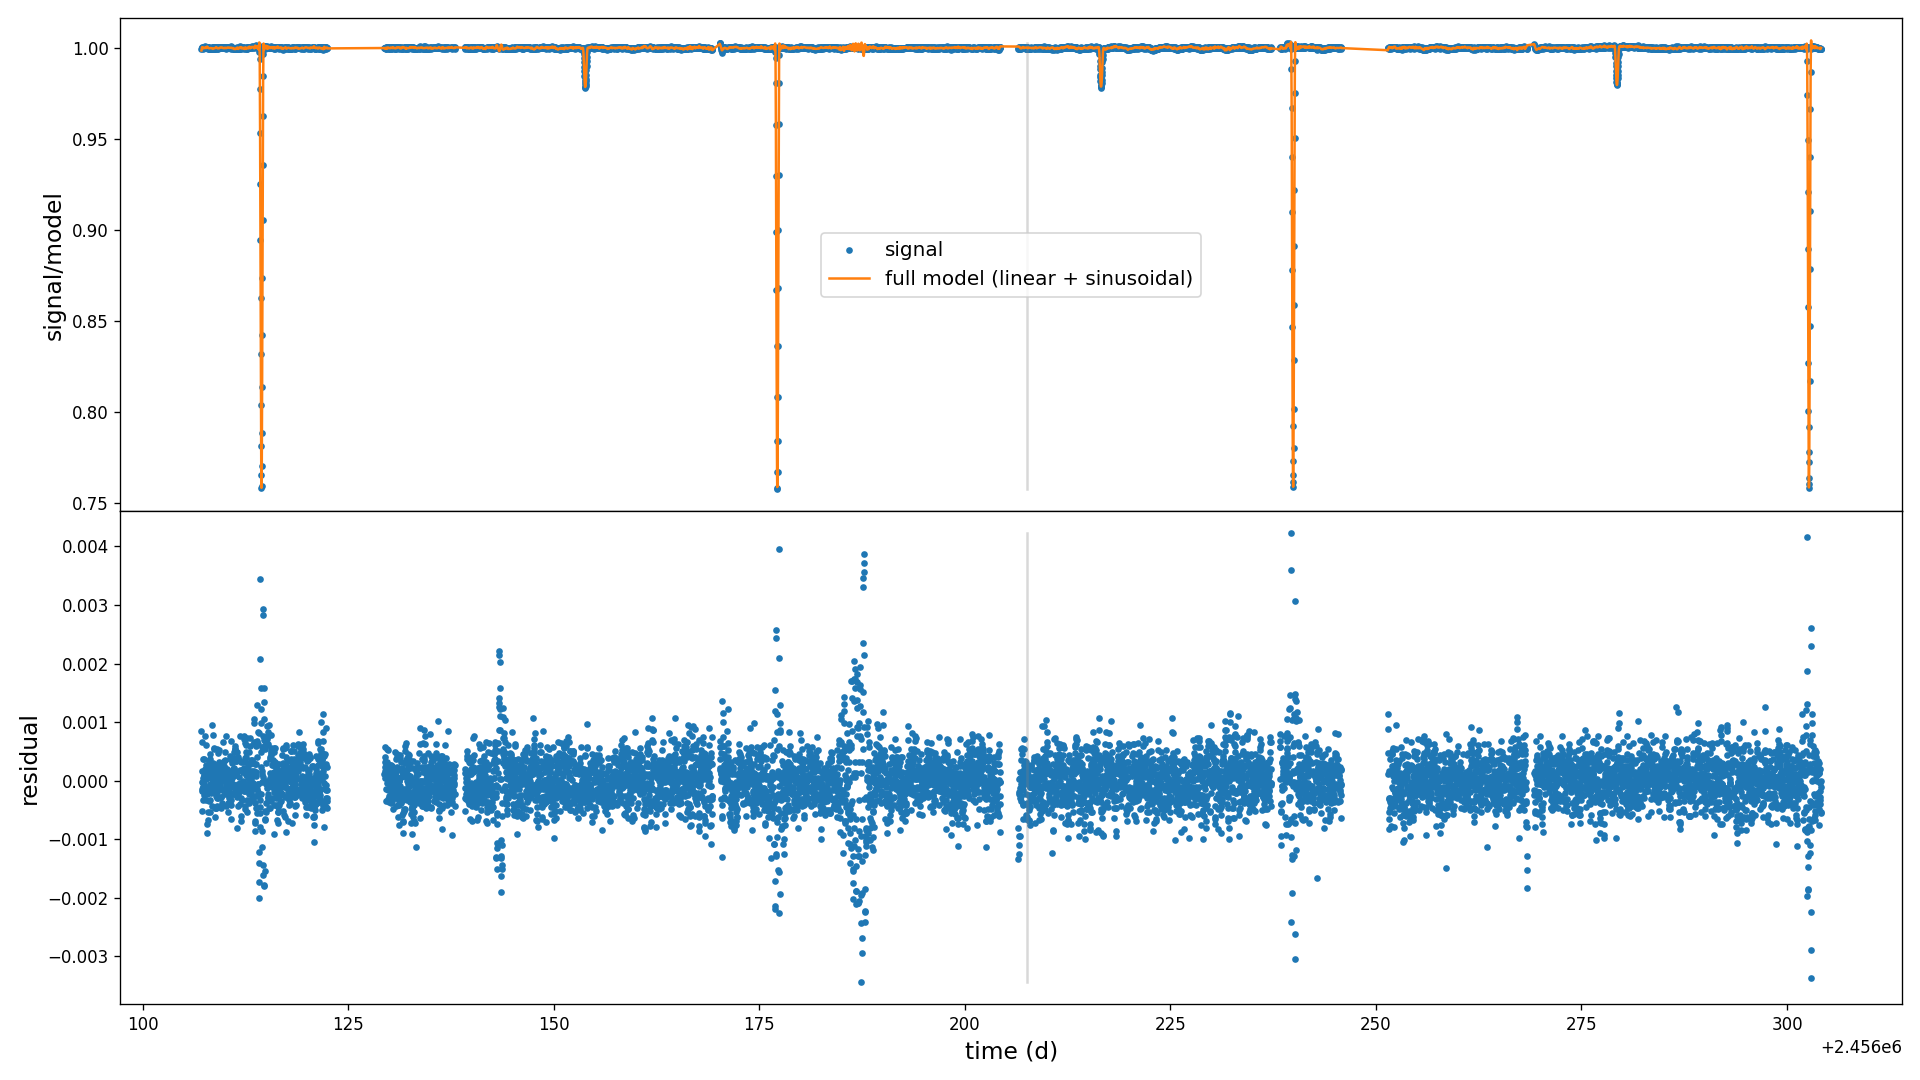 1.00
0.95
0.90
0.85
0.80
0.75
signal/model
signal
full model (linear + sinusoidal)
0.004
0.003
0.002
0.001
0.000
−0.001
−0.002
−0.003
residual
100 125 150 175 200 225 250 275 300
time (d)
+2.456e6